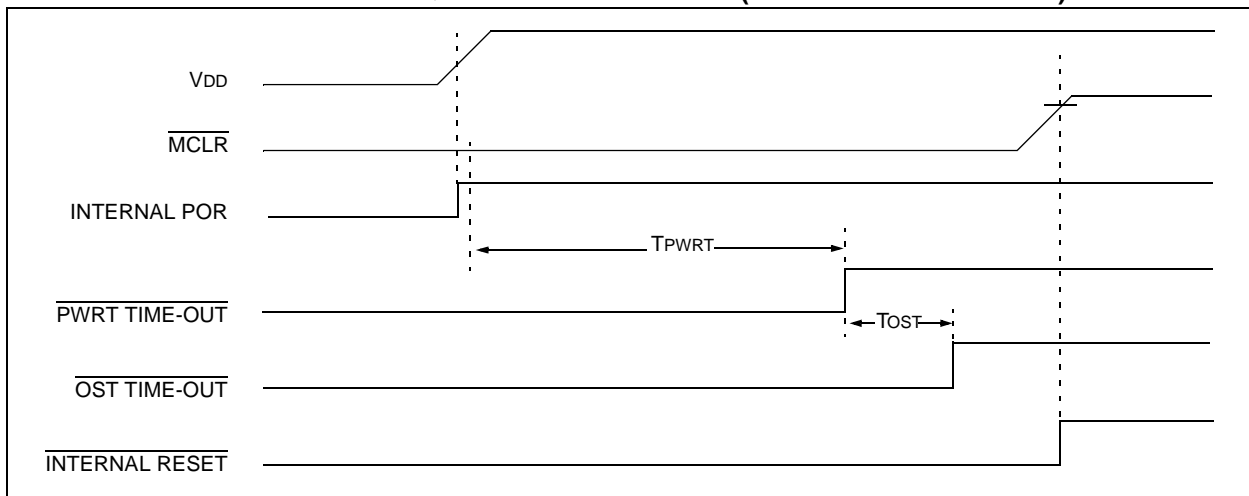 VDD
MCLR
INTERNAL POR
TPWRT
PWRT TIME-OUT
TOST
OST TIME-OUT
INTERNAL RESET